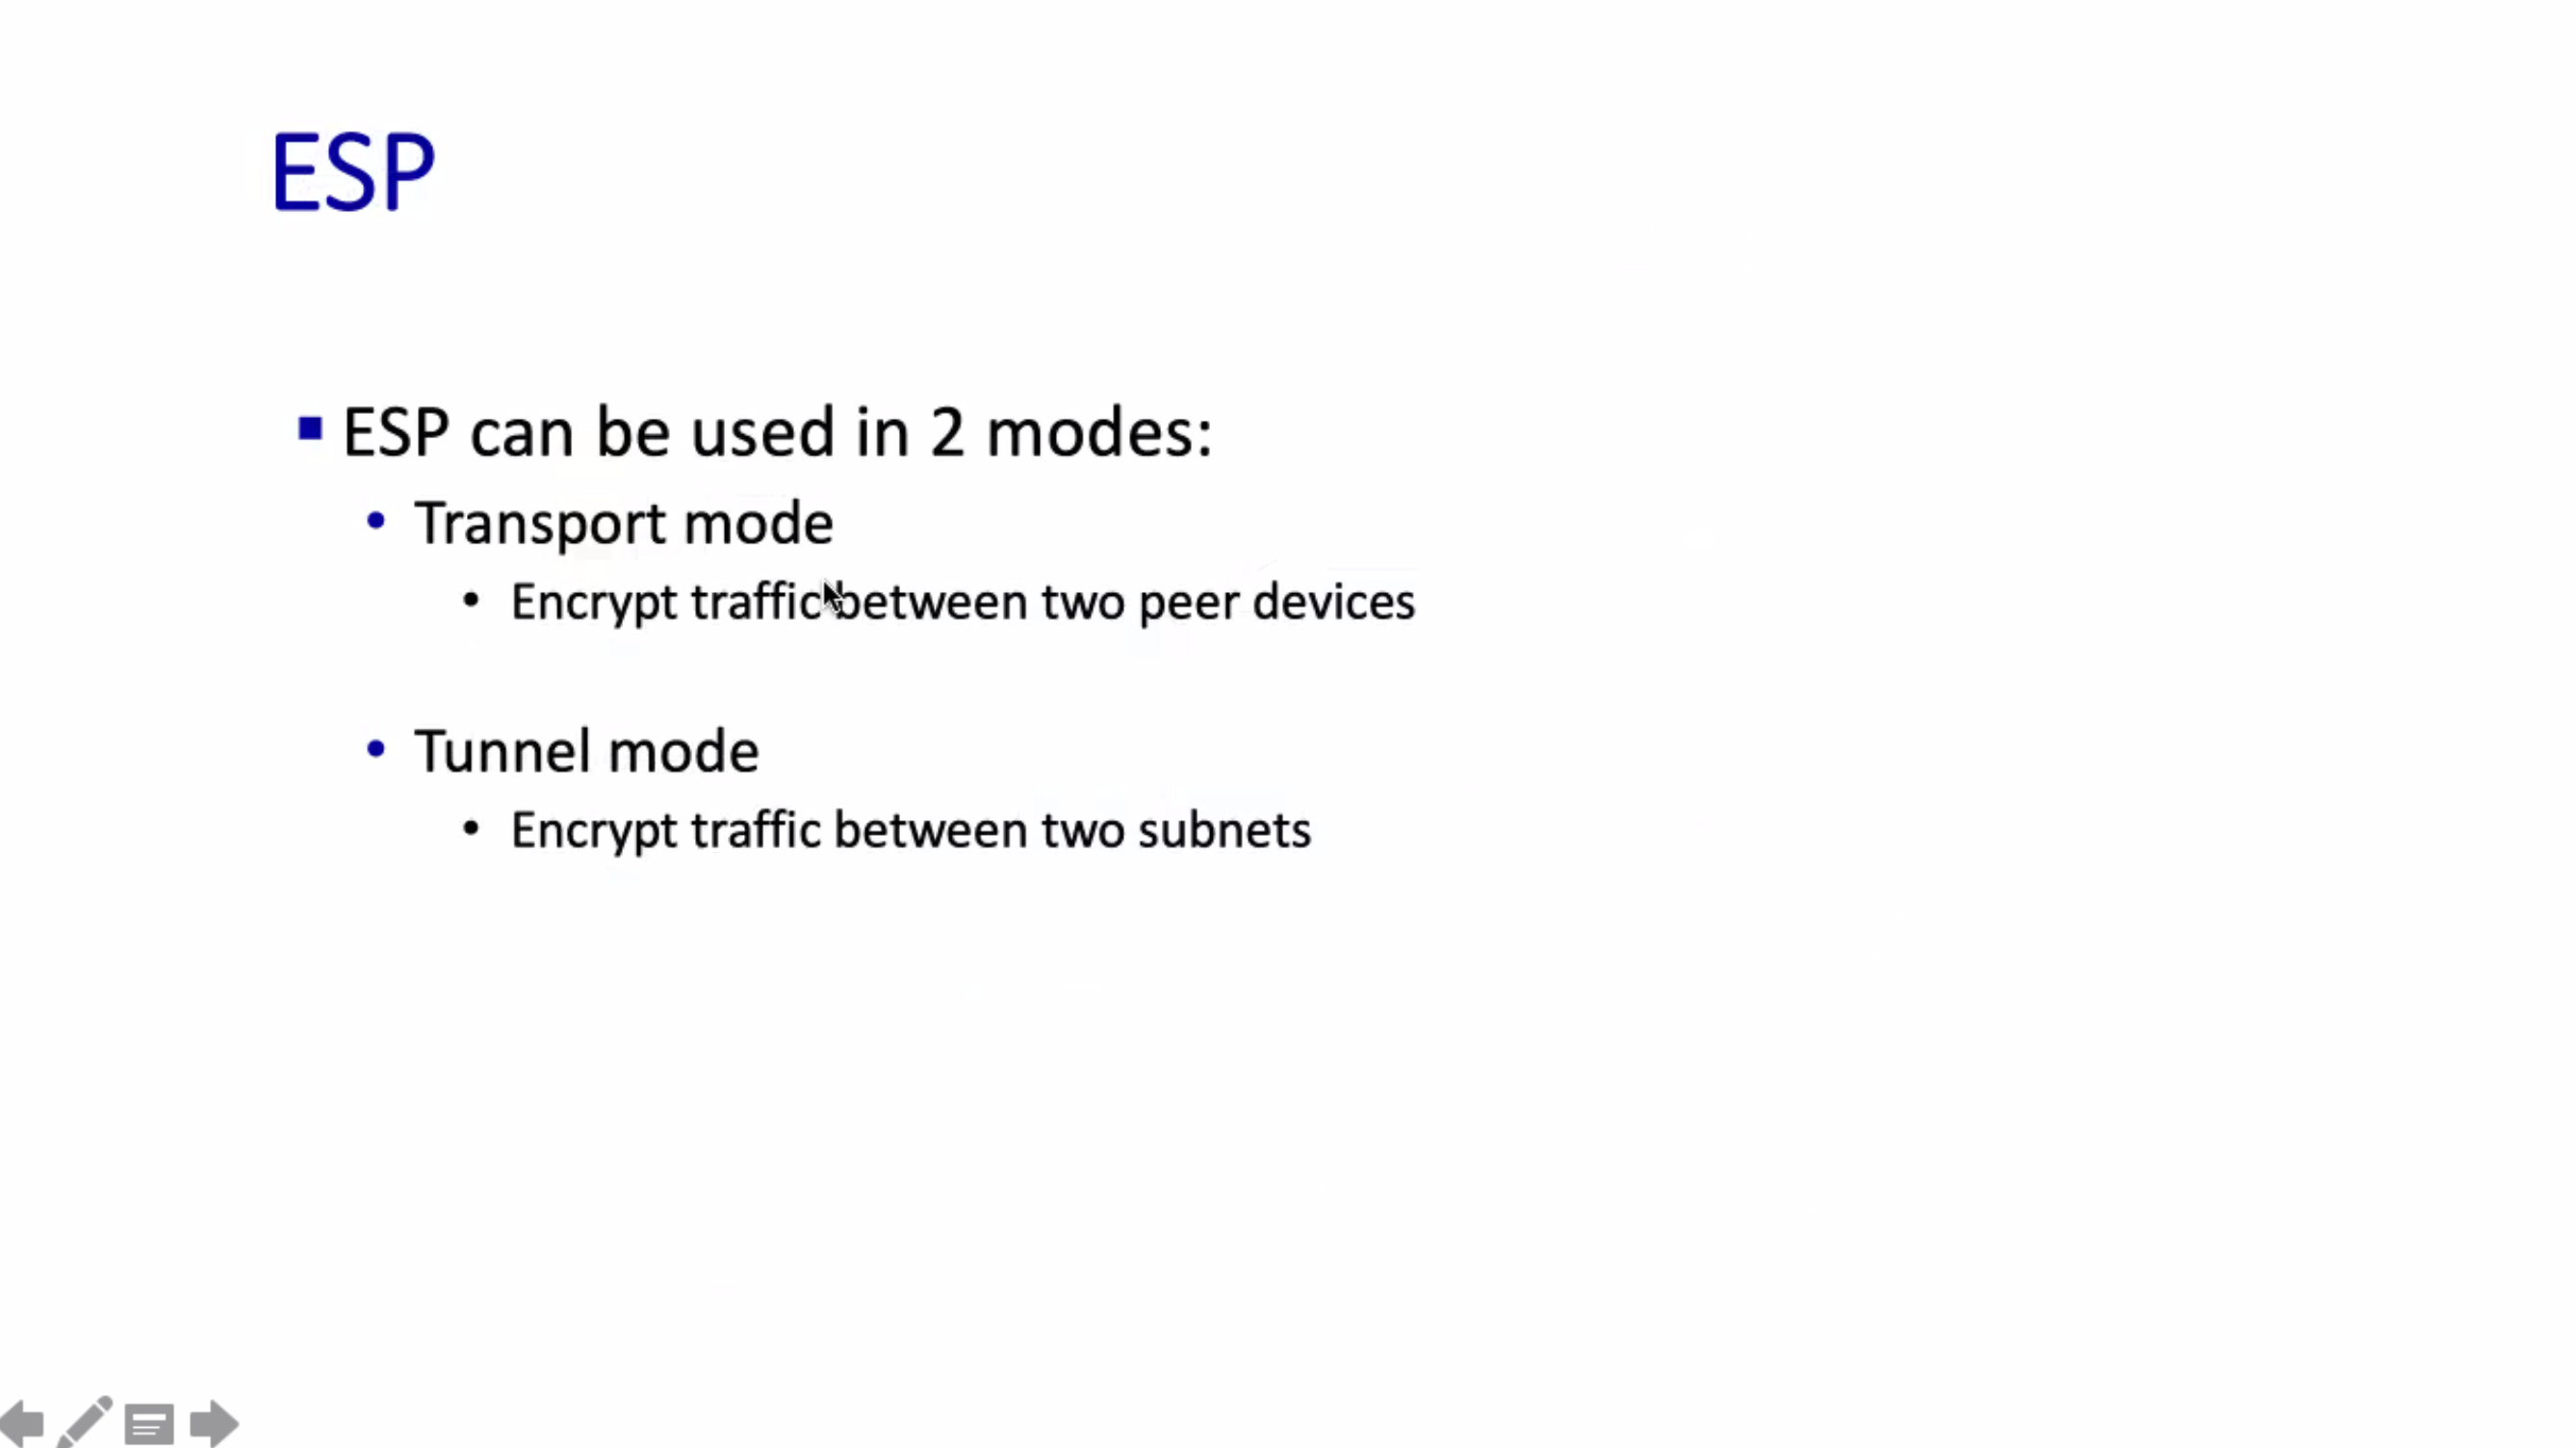 ESP
ESP can be used in 2 modes:
Transport mode
Encrypt traffic between two peer devices
Tunnel mode
Encrypt traffic between two subnets